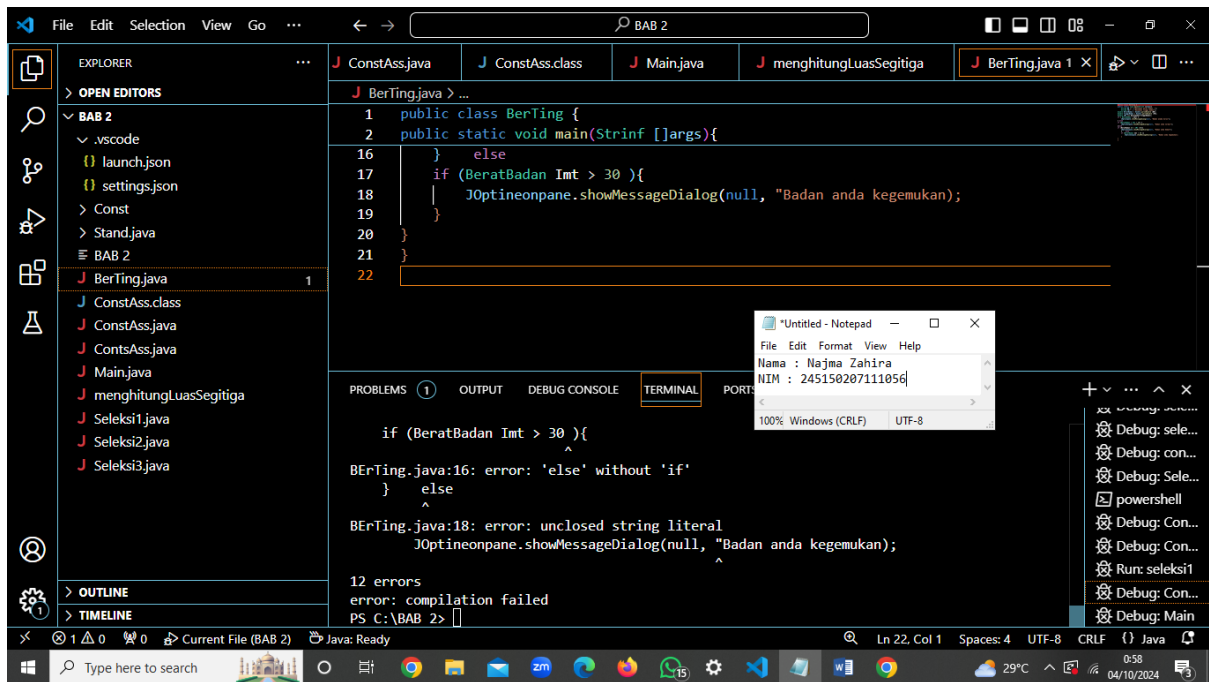 File Edit Selection View Go ··· ← → BAB 2
EXPLORER ···
OPEN EDITORS
BAB 2
.vscode
{} launch.json
{} settings.json
Const
Stand.java
BAB 2
J BerTing.java 1
J ConstAss.class
J ConstAss.java
J ContsAss.java
J Main.java
J menghitungLuasSegitiga
J Seleksi1.java
J Seleksi2.java
J Seleksi3.java
OUTLINE
TIMELINE
J ConstAss.java J ConstAss.class J Main.java J menghitungLuasSegitiga J BerTing.java 1 ×
J BerTing.java > ...
1 public class BerTing {
2 public static void main(Strinf []args){
16 } else
17 if (BeratBadan Imt > 30 ){
18 JOptineonpane.showMessageDialog(null, "Badan anda kegemukan);
19 }
20 }
21 }
22
*Untitled - Notepad
File Edit Format View Help
Nama : Najma Zahira
NIM : 245150207111056
100% Windows (CRLF) UTF-8
PROBLEMS 1 OUTPUT DEBUG CONSOLE TERMINAL PORTS
if (BeratBadan Imt > 30 ){
^
BErTing.java:16: error: 'else' without 'if'
} else
^
BErTing.java:18: error: unclosed string literal
JOptineonpane.showMessageDialog(null, "Badan anda kegemukan);
^
12 errors
error: compilation failed
PS C:\BAB 2>
Debug: Sele...
Debug: sele...
Debug: con...
Debug: Sele...
powershell
Debug: Con...
Debug: Con...
Run: seleksi1
Debug: Con...
Debug: Main
1
1 0 0 Current File (BAB 2) Java: Ready Ln 22, Col 1 Spaces: 4 UTF-8 CRLF {} Java
Type here to search zm 15 29°C 0:58
04/10/2024 3